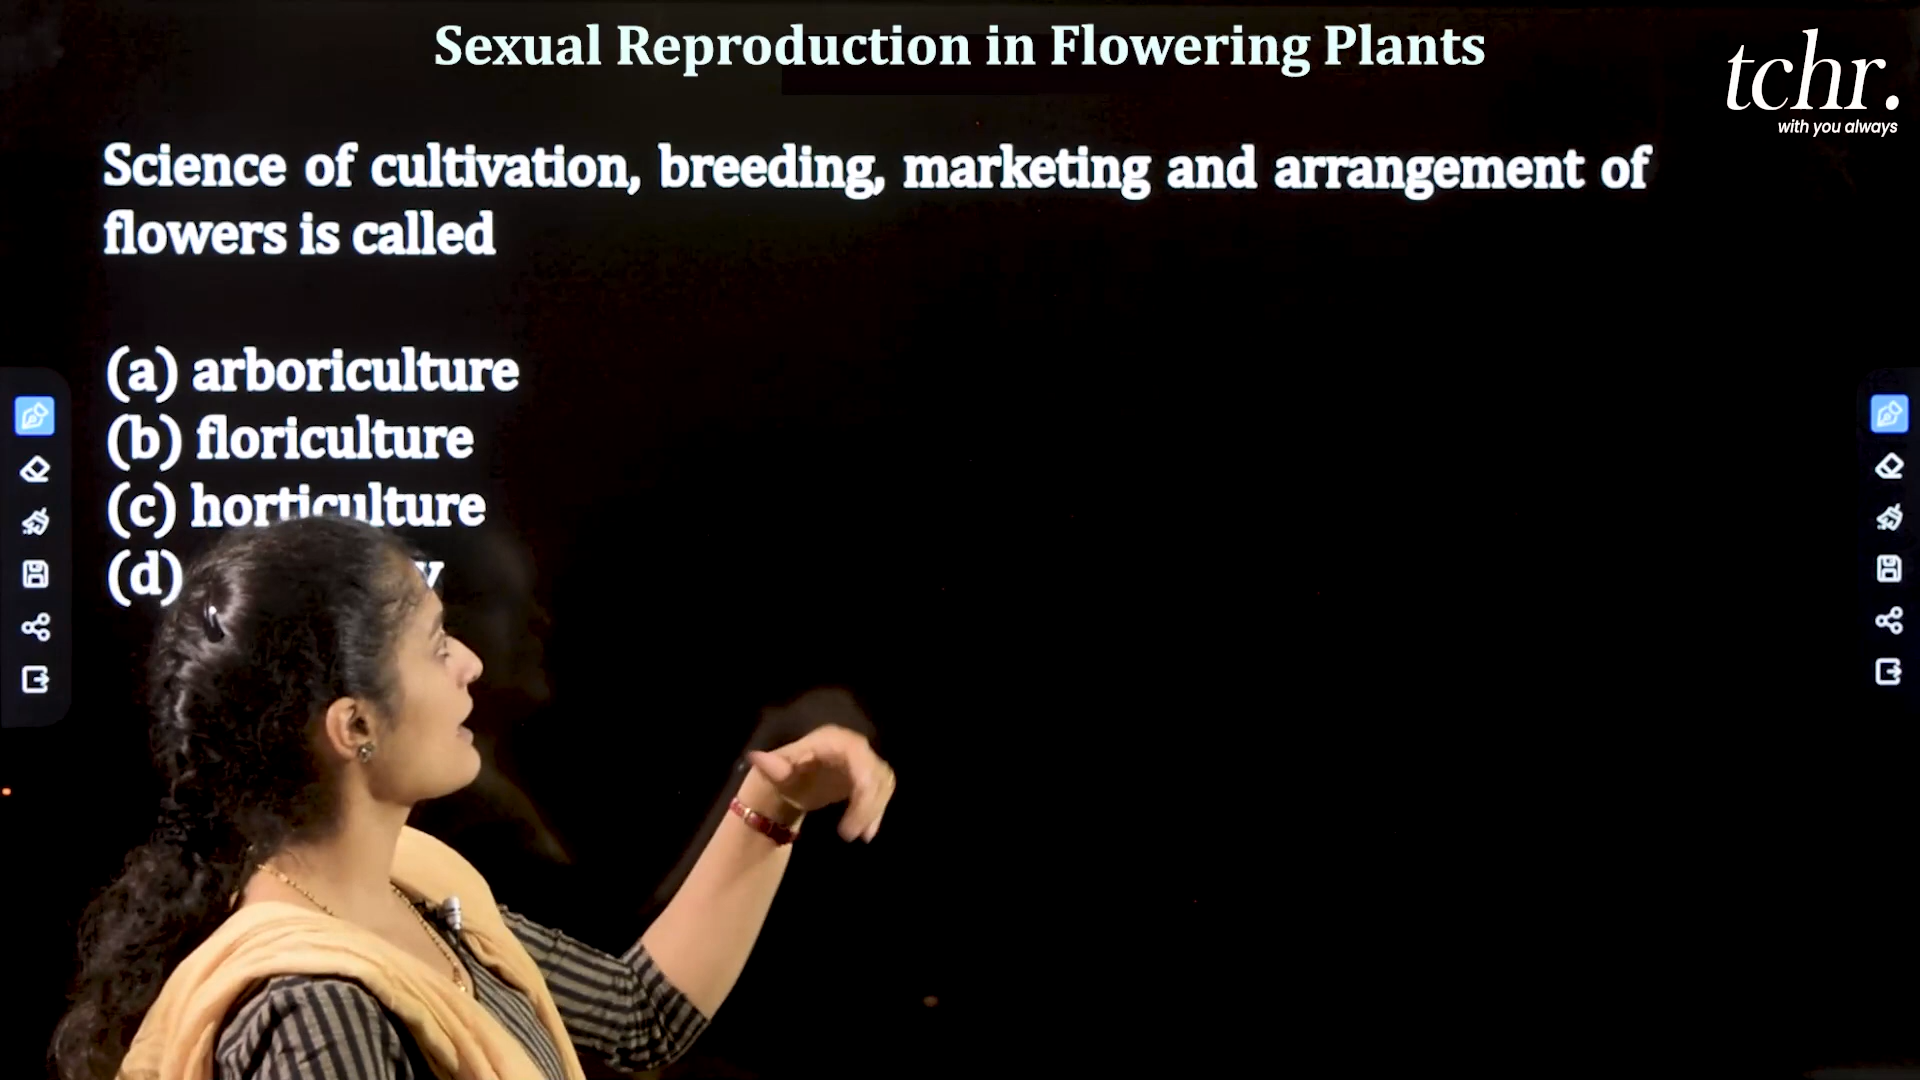 Sexual Reproduction in Flowering Plants
tchr.
with you always
Science of cultivation, breeding, marketing and arrangement of
flowers is called
(a) arboriculture
(b) floriculture
(c) horticulture
(d)